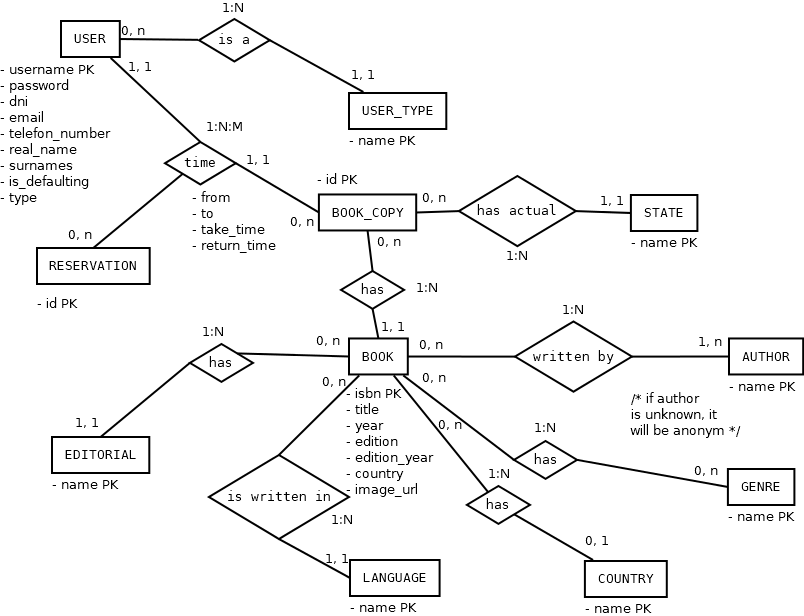 1:N
USER
0, n
is a
- username PK
- password
- dni
- email
- telefon_number
- real_name
- surnames
- is_defaulting
- type
1, 1
1, 1
USER_TYPE
- name PK
1:N:M
time
1, 1
- from
- to
- take_time
- return_time
0, n
RESERVATION
- id PK
- id PK
0, n
BOOK_COPY
0, n
has actual
1:N
1, 1
STATE
- name PK
0, n
has
1:N
1, 1
BOOK
- isbn PK
- title
- year
- edition
- edition_year
- country
- image_url
1:N
has
0, n
1, 1
EDITORIAL
- name PK
0, n
1:N
written by
1, n
AUTHOR
- name PK
/* if author
is unknown, it
will be anonym */
0, n
is written in
1:N
1, 1
LANGUAGE
- name PK
0, n
1:N
has
0, n
GENRE
- name PK
0, n
1:N
has
0, 1
COUNTRY
- name PK